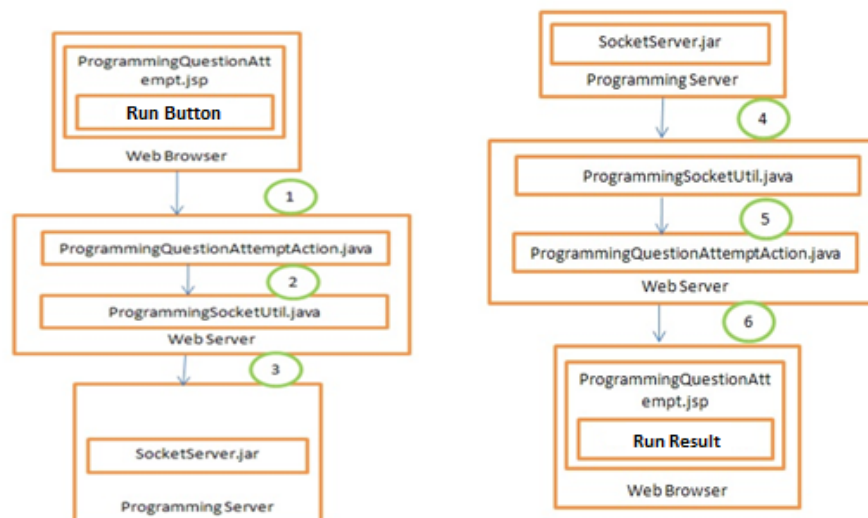 ProgrammingQuestionAtt
empt.jsp
Run Button
Web Browser
1
ProgrammingQuestionAttemptAction.java
2
ProgrammingSocketUtil.java
Web Server
3
SocketServer.jar
Programming Server
SocketServer.jar
Programming Server
4
ProgrammingSocketUtil.java
5
ProgrammingQuestionAttemptAction.java
Web Server
6
ProgrammingQuestionAtt
empt.jsp
Run Result
Web Browser